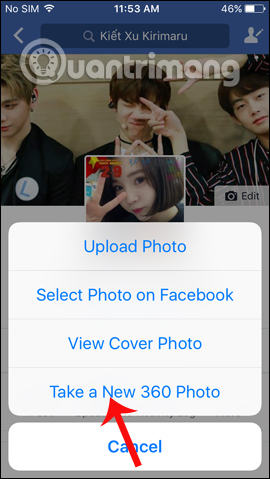 No SIM 11:53 AM 46%
Kiết Xu Kirimaru
Quantrimang
29
L
Edit
Upload Photo
Select Photo on Facebook
View Cover Photo
Take a New 360 Photo
Cancel